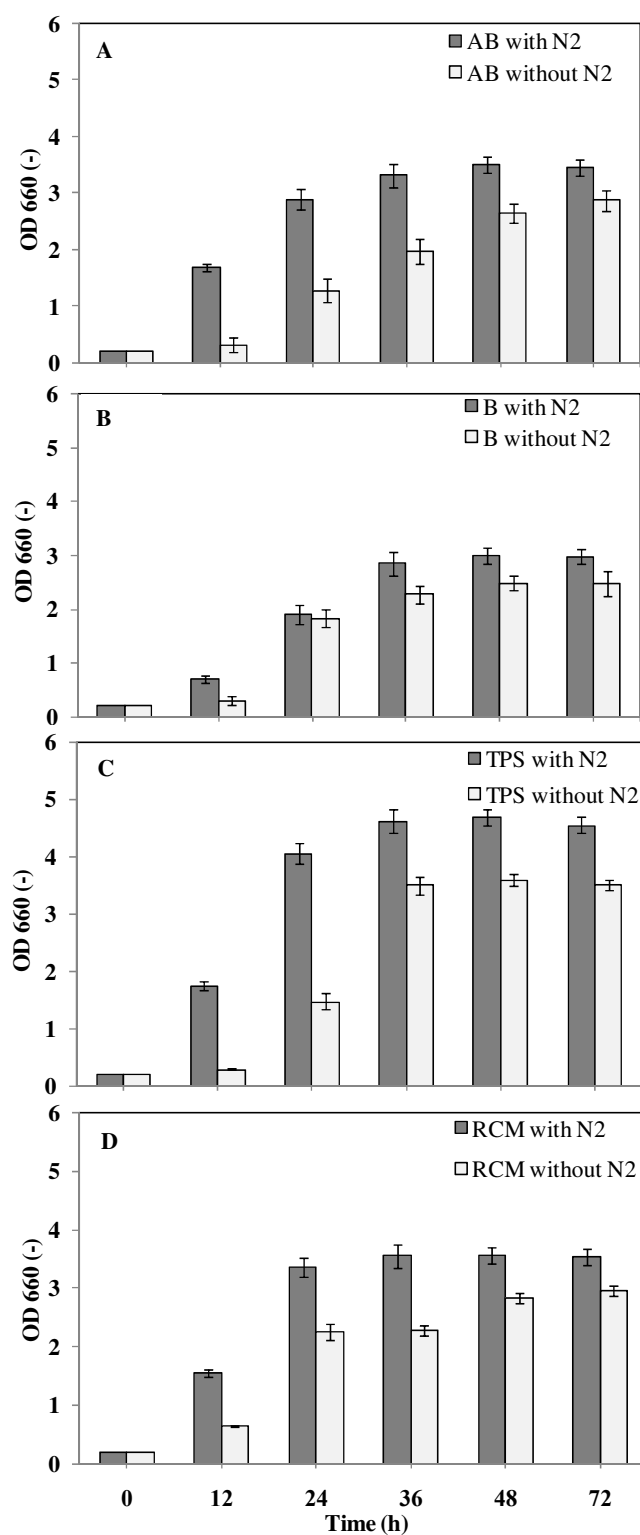 A
AB with N2
AB without N2
6
5
4
3
2
1
0
OD 660 (-)
B
B with N2
B without N2
6
5
4
3
2
1
0
OD 660 (-)
C
TPS with N2
TPS without N2
6
5
4
3
2
1
0
OD 660 (-)
D
RCM with N2
RCM without N2
6
5
4
3
2
1
0
OD 660 (-)
0 12 24 36 48 72
Time (h)